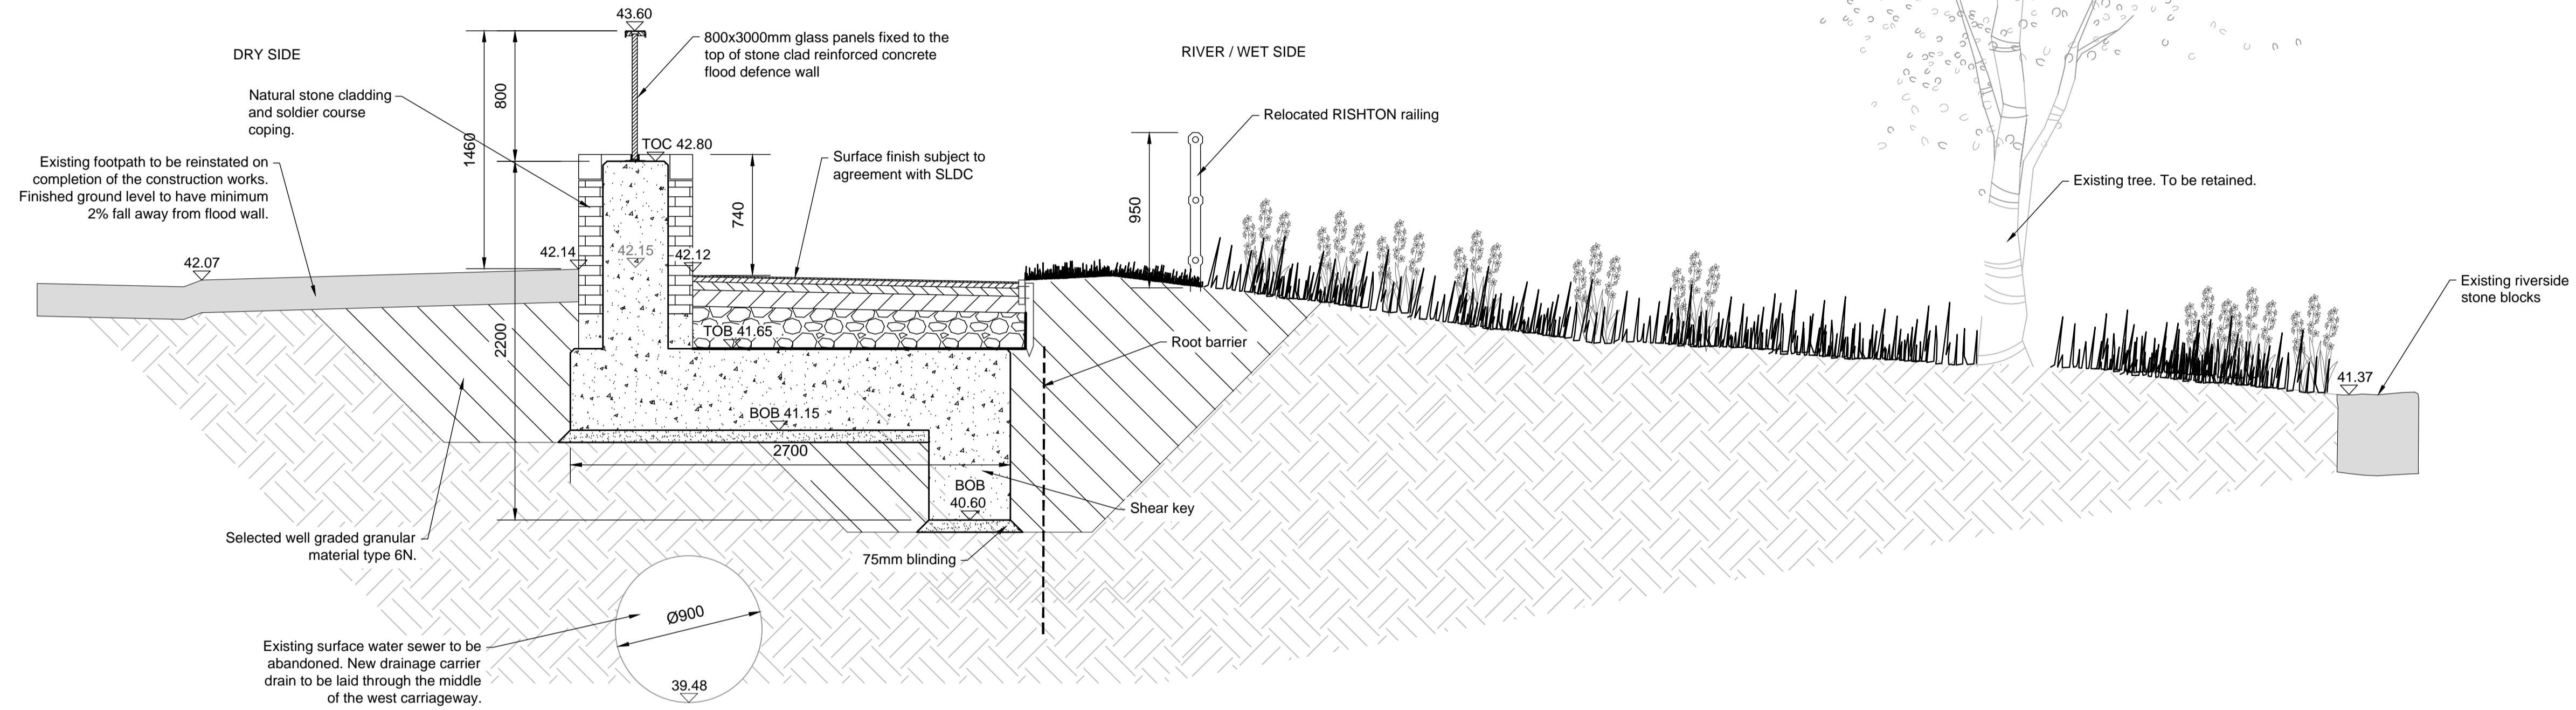 43.60
DRY SIDE
800x3000mm glass panels fixed to the
top of stone clad reinforced concrete
flood defence wall
RIVER / WET SIDE
800
1460
Natural stone cladding
and soldier course
coping.
Relocated RISHTON railing
TOC 42.80
Existing footpath to be reinstated on
completion of the construction works.
Finished ground level to have minimum
2% fall away from flood wall.
Surface finish subject to
agreement with SLDC
Existing tree. To be retained.
740
950
42.14
42.15
42.12
42.07
Existing riverside
stone blocks
2200
TOB 41.65
Root barrier
41.37
BOB 41.15
2700
BOB
40.60
Shear key
Selected well graded granular
material type 6N.
75mm blinding
Ø900
Existing surface water sewer to be
abandoned. New drainage carrier
drain to be laid through the middle
of the west carriageway.
39.48